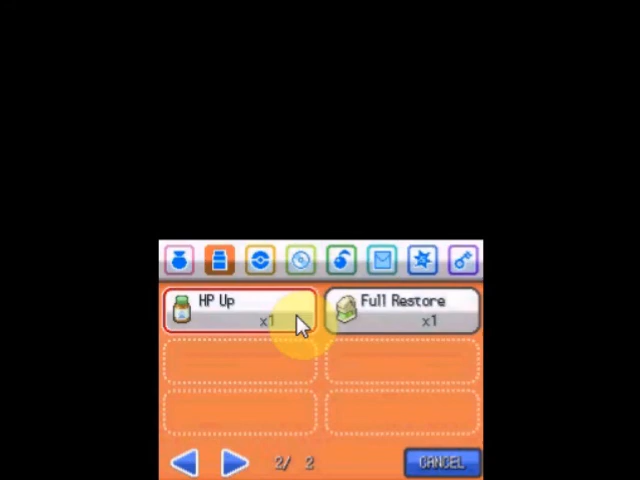 HP Up
x1
Full Restore
x1
2/ 2
CANCEL